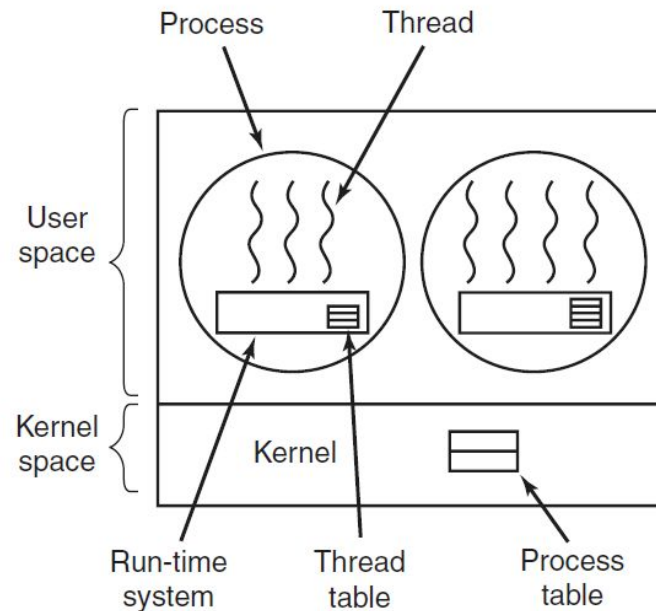 Process
Thread
User
space
Kernel
space
Kernel
Run-time
system
Thread
table
Process
table